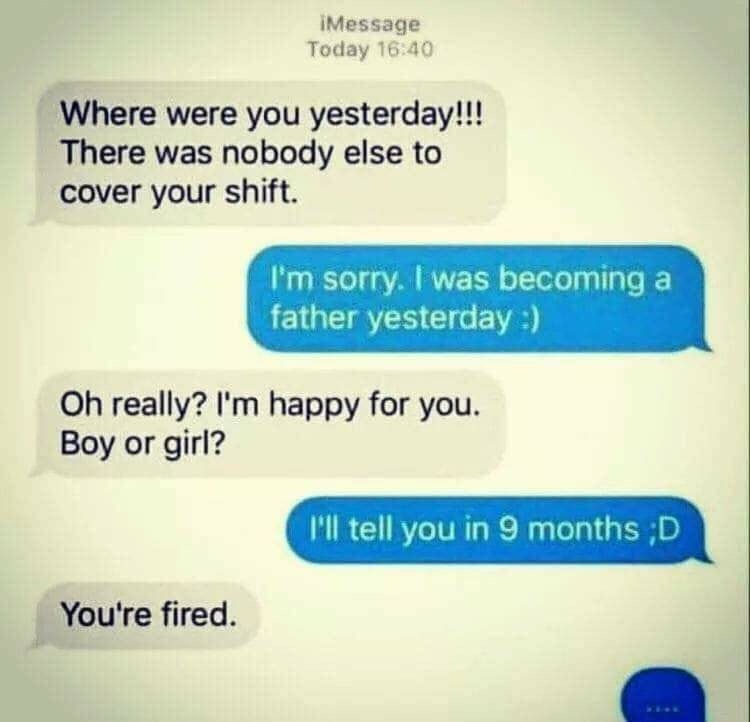 iMessage
Today 16:40
Where were you yesterday!!!
There was nobody else to
cover your shift.
I'm sorry. I was becoming a
father yesterday :)
Oh really? I'm happy for you.
Boy or girl?
I'll tell you in 9 months ;D
You're fired.
....